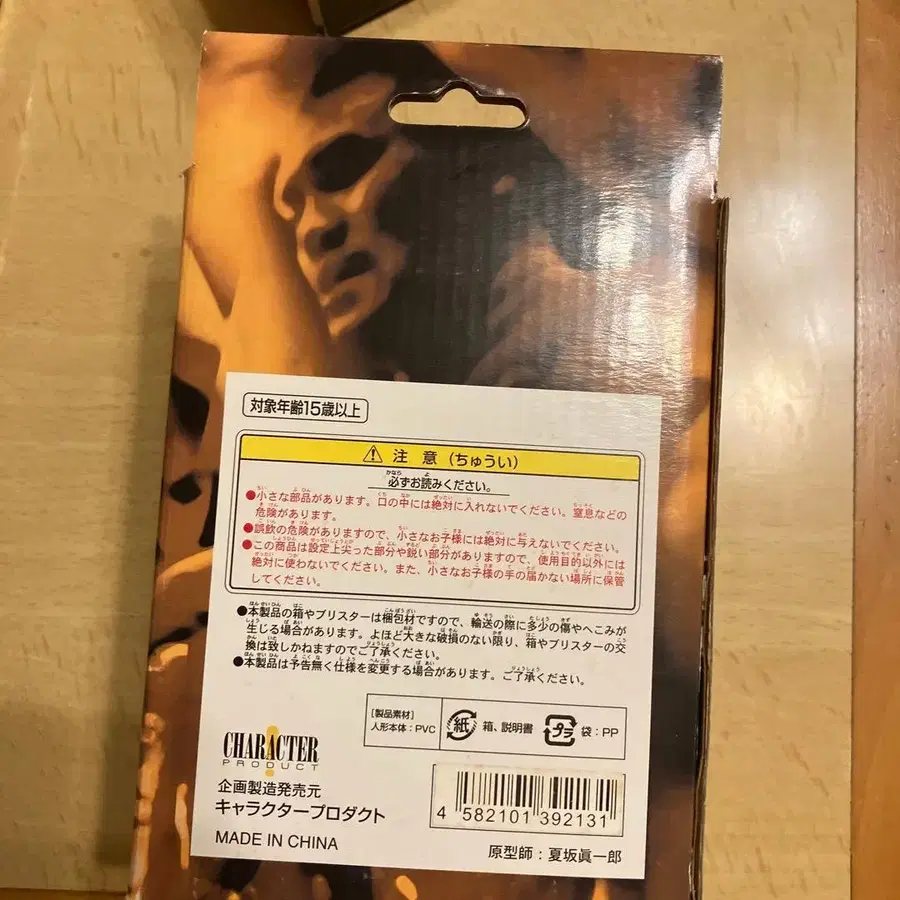 対象年齢15歳以上
注 意 (ちゅうい)
必ずお読みください。
●小さな部品があります。口の中には絶対に入れないでください。窒息などの
危険があります。
●誤飲の危険がありますので、小さなお子様には絶対に与えないでください。
●この商品は設定上尖った部分や鋭い部分がありますので、使用目的以外には
絶対に使わないでください。また、小さなお子様の手の届かない場所に保管
してください。
●本製品の箱やブリスターは梱包材ですので、輸送の際に多少の傷やへこみが
生じる場合があります。よほど大きな破損のない限り、箱やブリスターの交
換は致しかねますのでご了承ください。
●本製品は予告無く仕様を変更する場合があります。ご了承ください。
[製品素材]
人形本体:PVC
紙 箱、説明書
プラ 袋:PP
CHARACTER
PRODUCT
企画製造発売元
キャラクタープロダクト
MADE IN CHINA
4 582101 392131
原型師:夏坂眞一郎